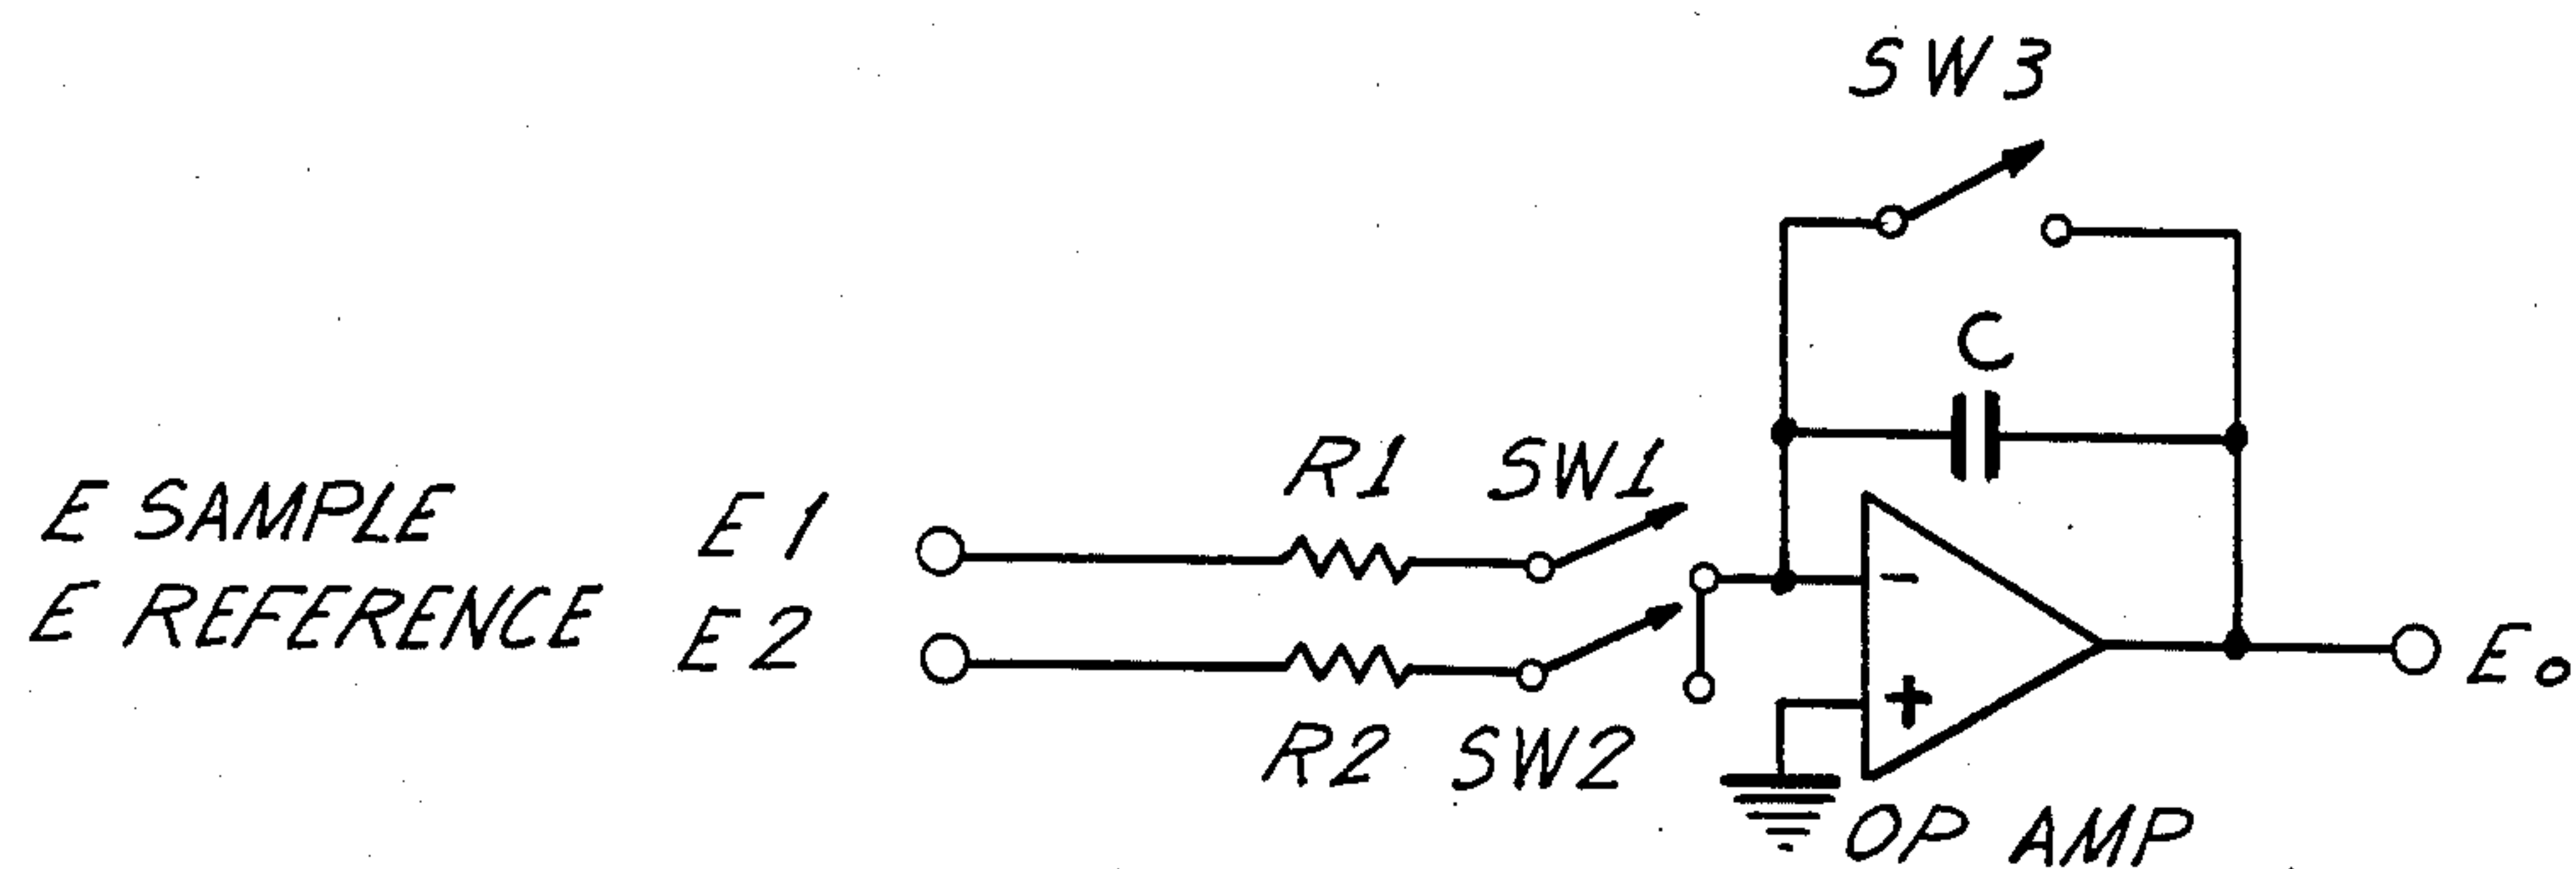 SW3
C
R1 SW1
E SAMPLE E1
E REFERENCE E2
-
+
Eo
R2 SW2
OP AMP